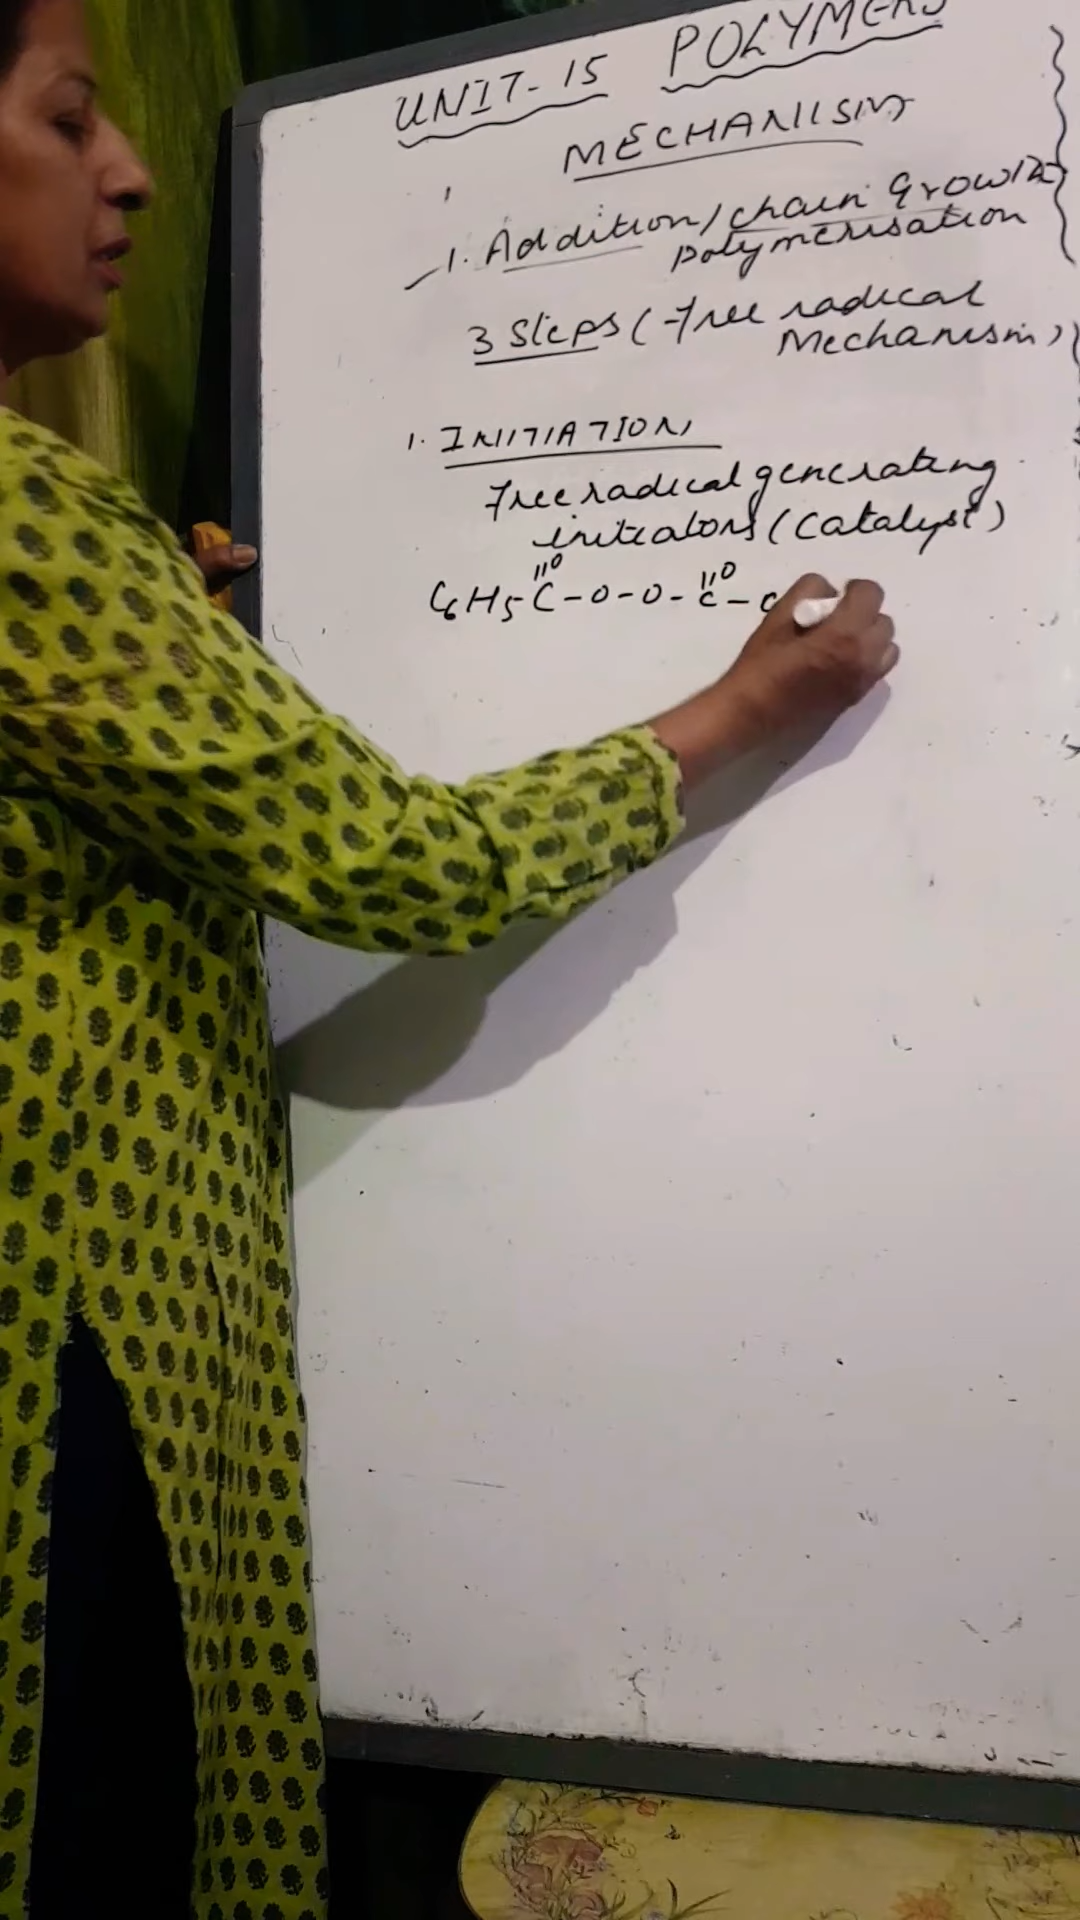 UNIT-15 POLYMERS
MECHANISM
1. Addition/chain Growth
polymerisation
3 Steps (Free radical
Mechanism)
1. INITIATION
Free radical generating
initiators (catalyst)
O O
C6H5-C-O-O-C-C